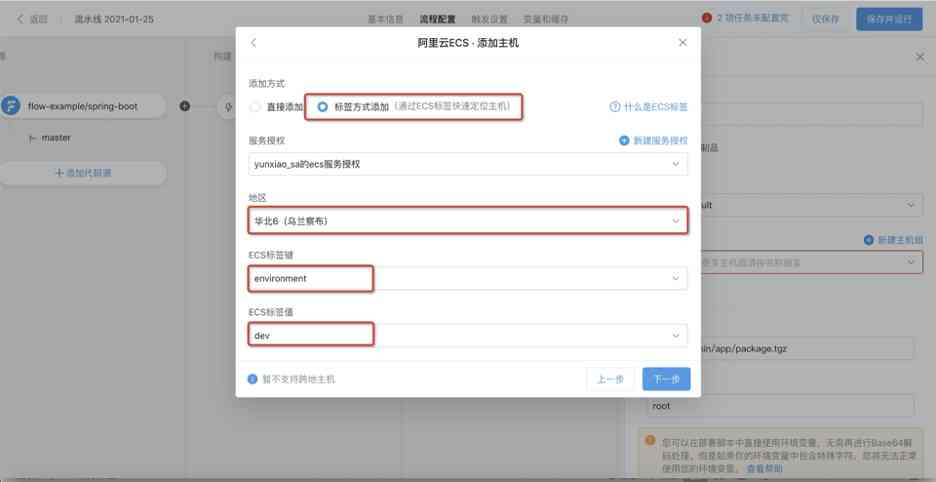 返回
流水线 2021-01-25
基本信息 流程配置 触发设置 变量和缓存
2 项任务未配置完
仅保存
保存并运行
源
构建
阿里云ECS · 添加主机
添加方式
直接添加
标签方式添加（通过ECS标签快速定位主机）
什么是ECS标签
flow-example/spring-boot
master
添加代码源
服务授权
新建服务授权
制品
yunxiao_sa的ecs服务授权
地区
华北6（乌兰察布）
ult
新建主机组
ECS标签键
environment
ECS标签值
dev
in/app/package.tgz
暂不支持跨地主机
上一步
下一步
root
您可以在部署脚本中直接使用环境变量，无需再进行Base64解
码处理。但是如果你的环境变量中包含特殊字符，您将无法正常
使用您的环境变量。 查看帮助